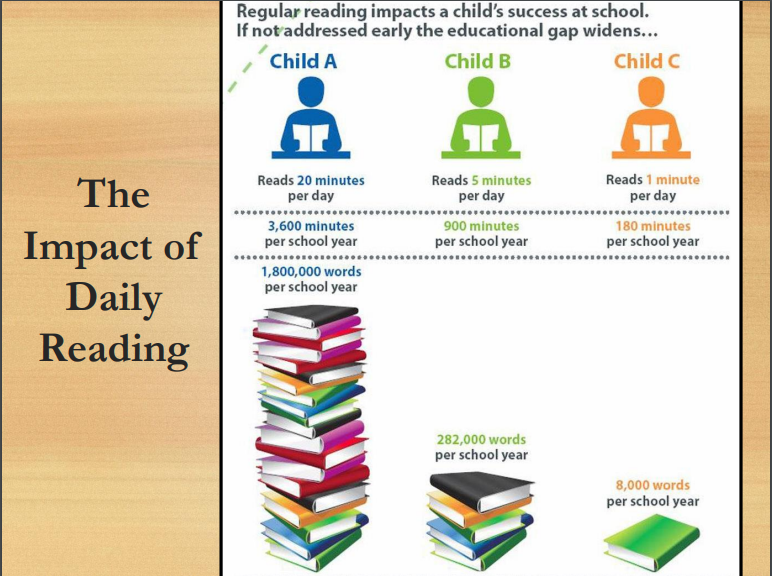 The
Impact of
Daily
Reading
Regular reading impacts a child's success at school.
If not addressed early the educational gap widens...
Child A
Child B
Child C
Reads 20 minutes
per day
Reads 5 minutes
per day
Reads 1 minute
per day
3,600 minutes
per school year
900 minutes
per school year
180 minutes
per school year
1,800,000 words
per school year
282,000 words
per school year
8,000 words
per school year